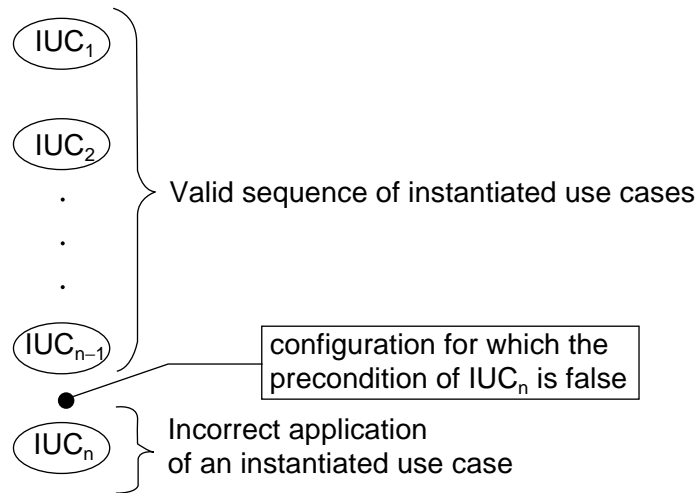 IUC₁
IUC₂
.
.
.
Valid sequence of instantiated use cases
IUCₙ₋₁
configuration for which the
precondition of IUCₙ is false
IUCₙ
Incorrect application
of an instantiated use case